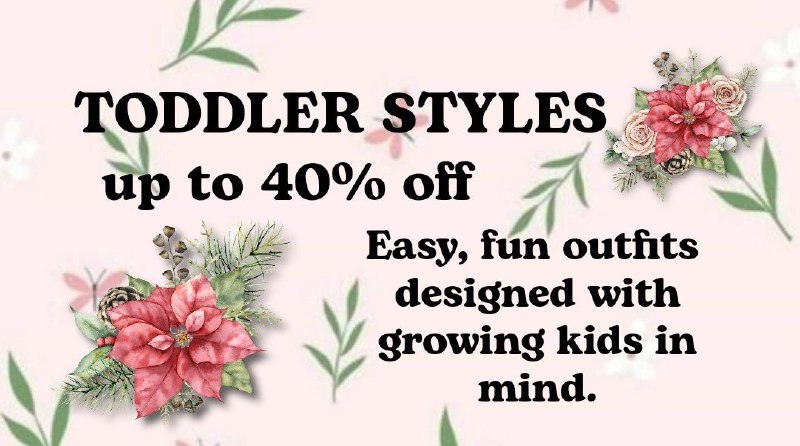 TODDLER STYLES
up to 40% off
Easy, fun outfits
designed with
growing kids in
mind.